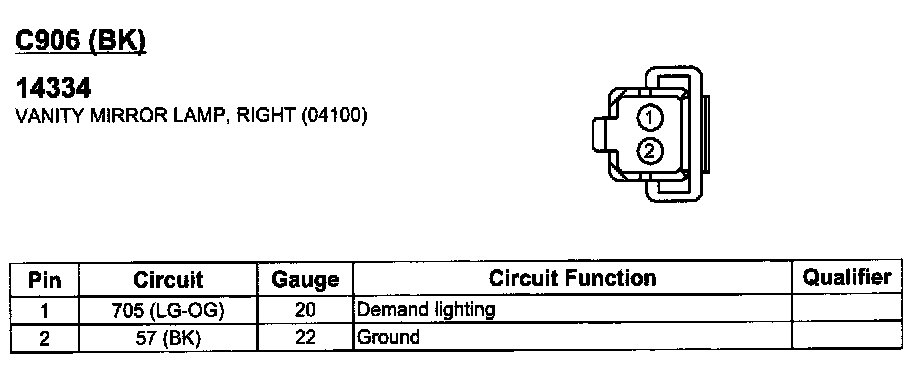 C906 (BK)
14334
VANITY MIRROR LAMP, RIGHT (04100)
1
2
Pin Circuit Gauge Circuit Function Qualifier
1 705 (LG-OG) 20 Demand lighting
2 57 (BK) 22 Ground